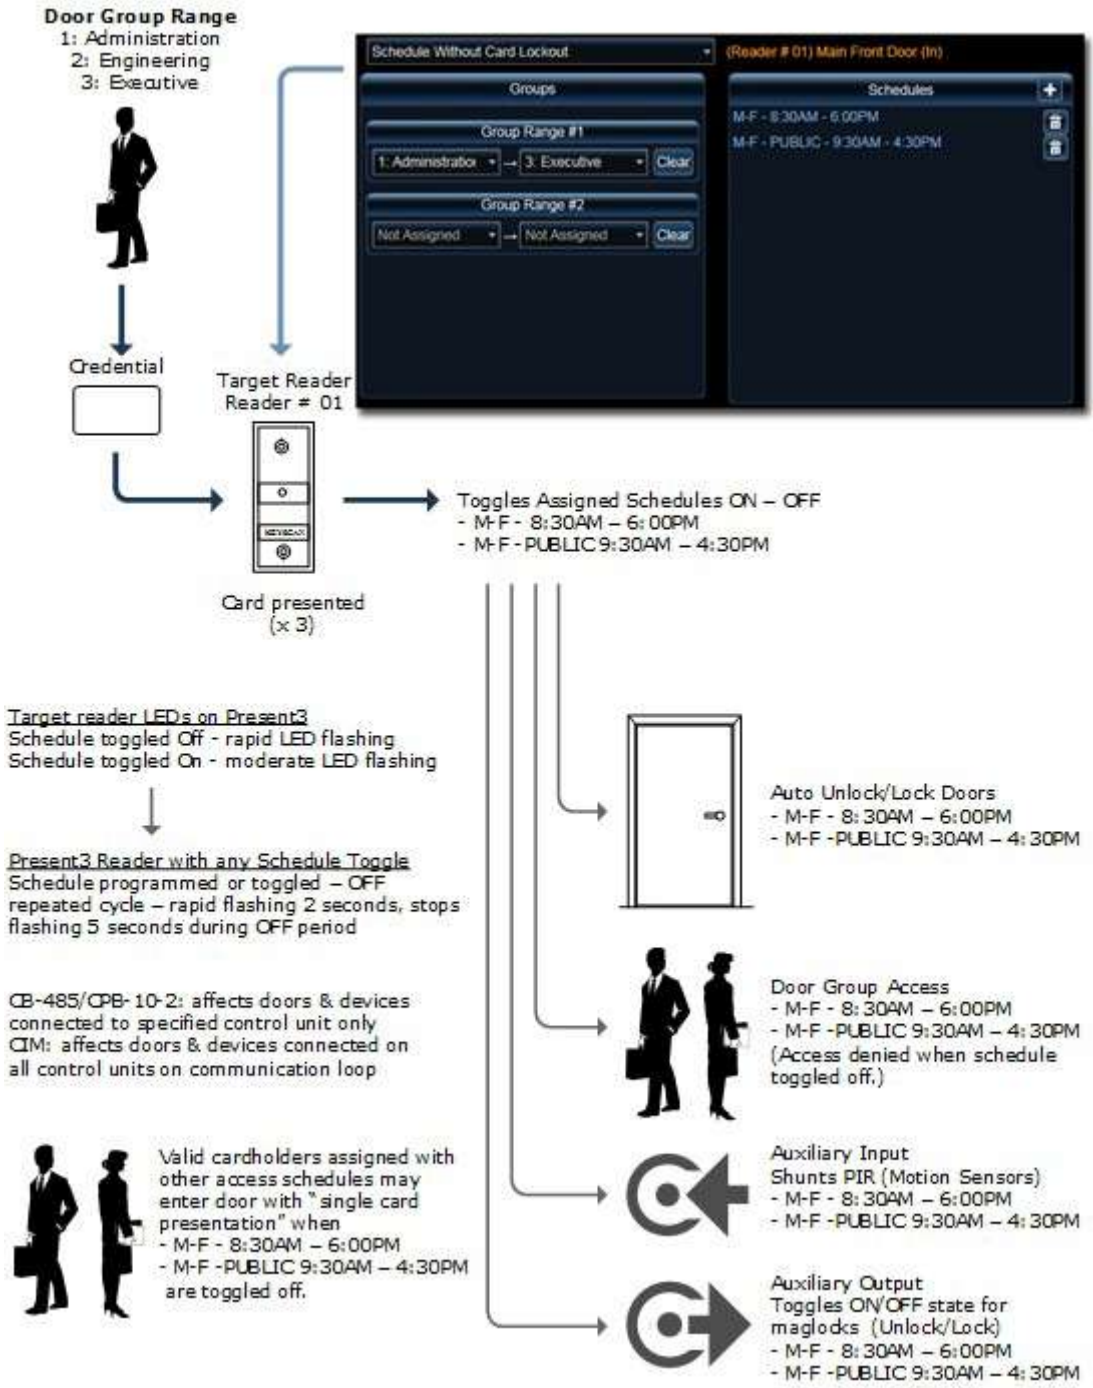 Door Group Range
1: Administration
2: Engineering
3: Executive
Schedule Without Card Lockout
(Reader # 01) Main Front Door (In)
Groups
Schedules
+
Group Range #1
1: Administratio
→
3: Executive
Clear
Group Range #2
Not Assigned
→
Not Assigned
Clear
M-F - 8:30AM - 6:00PM
M-F - PUBLIC - 9:30AM - 4:30PM
Credential
Target Reader
Reader # 01
KEYSCAN
Card presented
(x 3)
Toggles Assigned Schedules ON – OFF
- M-F - 8:30AM – 6:00PM
- M-F -PUBLIC 9:30AM – 4:30PM
Target reader LEDs on Present3
Schedule toggled Off - rapid LED flashing
Schedule toggled On - moderate LED flashing
Present3 Reader with any Schedule Toggle
Schedule programmed or toggled – OFF
repeated cycle – rapid flashing 2 seconds, stops
flashing 5 seconds during OFF period
CB-485/CPB-10-2: affects doors & devices
connected to specified control unit only
CIM: affects doors & devices connected on
all control units on communication loop
Valid cardholders assigned with
other access schedules may
enter door with "single card
presentation" when
- M-F - 8:30AM – 6:00PM
- M-F -PUBLIC 9:30AM – 4:30PM
are toggled off.
Auto Unlock/Lock Doors
- M-F - 8:30AM – 6:00PM
- M-F -PUBLIC 9:30AM – 4:30PM
Door Group Access
- M-F - 8:30AM – 6:00PM
- M-F -PUBLIC 9:30AM – 4:30PM
(Access denied when schedule
toggled off.)
Auxiliary Input
Shunts PIR (Motion Sensors)
- M-F - 8:30AM – 6:00PM
- M-F -PUBLIC 9:30AM – 4:30PM
Auxiliary Output
Toggles ON/OFF state for
maglocks (Unlock/Lock)
- M-F - 8:30AM – 6:00PM
- M-F -PUBLIC 9:30AM – 4:30PM